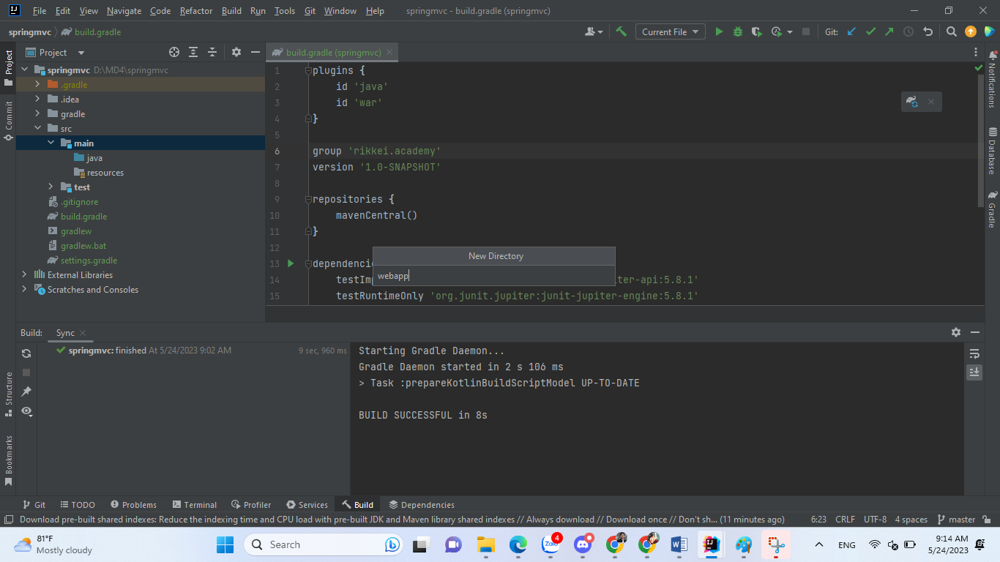 File Edit View Navigate Code Refactor Build Run Tools Git Window Help springmvc - build.gradle (springmvc)
springmvc build.gradle Current File Git:
Project build.gradle (springmvc)
springmvc D:\MD4\springmvc
.gradle
.idea
gradle
src
main
java
resources
test
.gitignore
build.gradle
gradlew
gradlew.bat
settings.gradle
External Libraries
Scratches and Consoles
1 plugins {
2 id 'java'
3 id 'war'
4 }
5
6 group 'rikkei.academy'
7 version '1.0-SNAPSHOT'
8
9 repositories {
10 mavenCentral()
11 }
12
13 dependenci
14 testIm ter-api:5.8.1'
15 testRuntimeOnly 'org.junit.jupiter:junit-jupiter-engine:5.8.1'
New Directory
webapp
Project
Commit
Structure
Bookmarks
Notifications
Database
Gradle
Build: Sync
springmvc: finished At 5/24/2023 9:02 AM 9 sec, 960 ms
Starting Gradle Daemon...
Gradle Daemon started in 2 s 106 ms
> Task :prepareKotlinBuildScriptModel UP-TO-DATE
BUILD SUCCESSFUL in 8s
Git TODO Problems Terminal Profiler Services Build Dependencies
Download pre-built shared indexes: Reduce the indexing time and CPU load with pre-built JDK and Maven library shared indexes // Always download // Download once // Don't sh... (11 minutes ago) 6:23 CRLF UTF-8 4 spaces master
81°F
Mostly cloudy
Search
Zalo
4
ENG
9:14 AM
5/24/2023